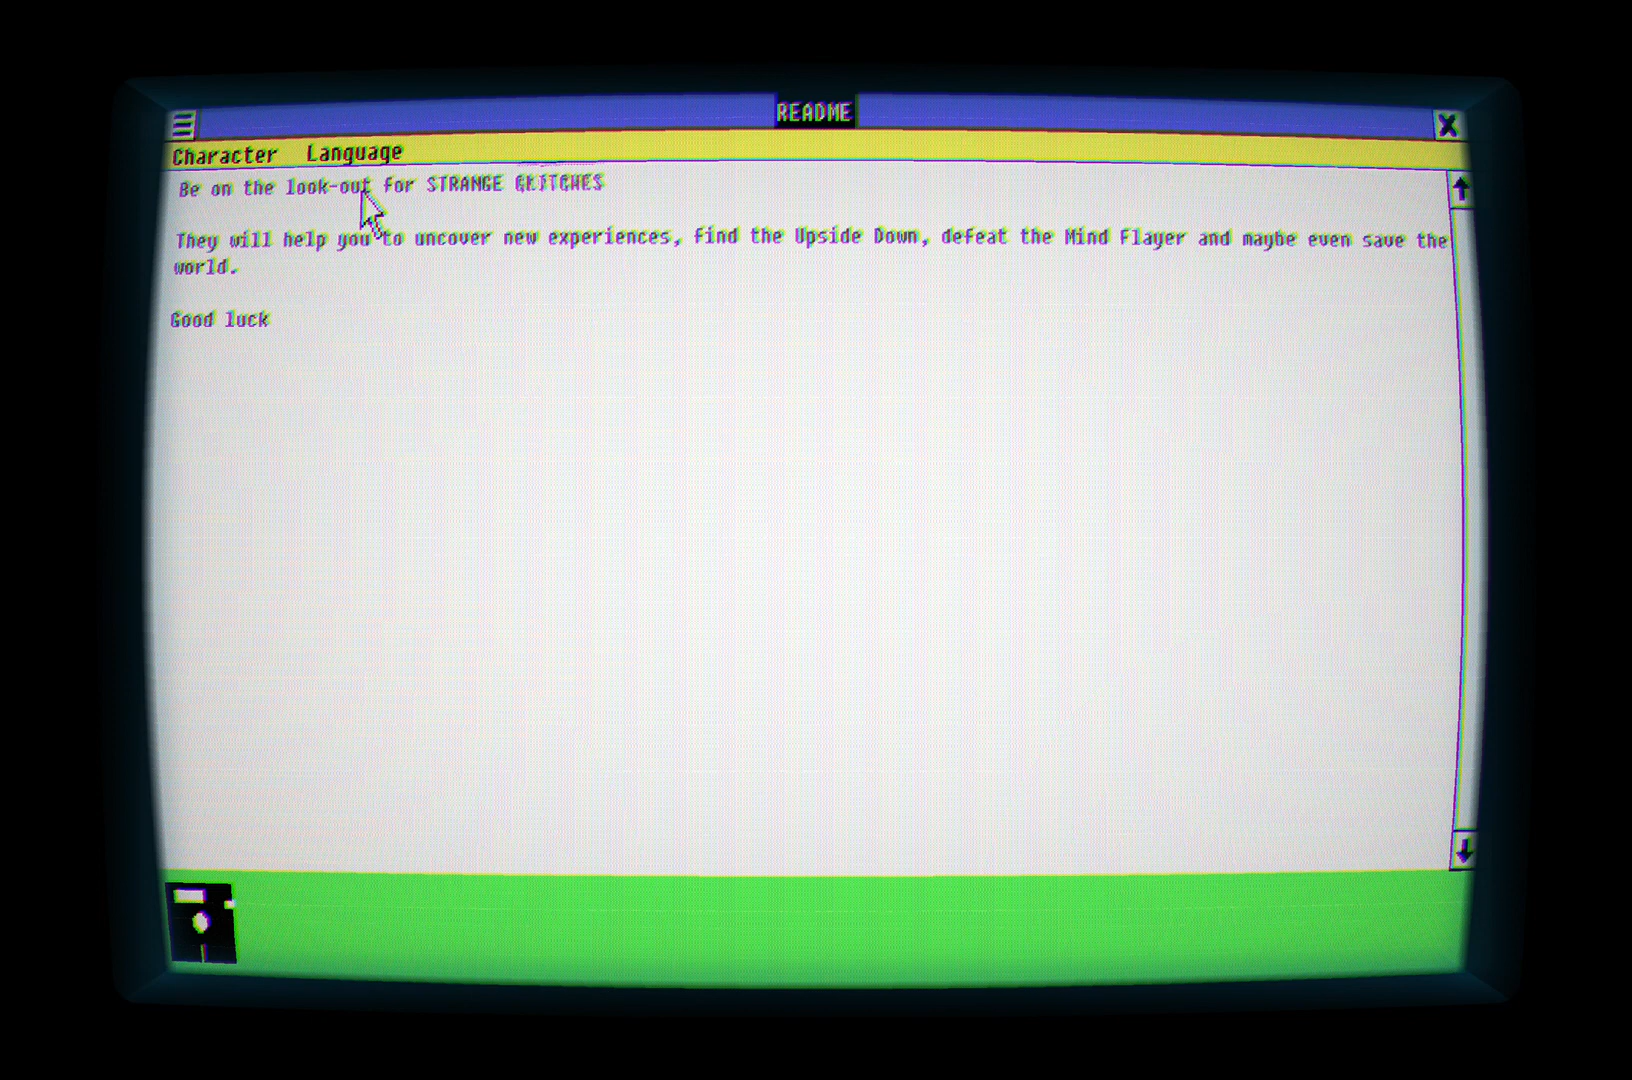 README
Character Language
Be on the look-out for STRANGE GLITCHES
They will help you to uncover new experiences, find the Upside Down, defeat the Mind Flayer and maybe even save the
world.
Good luck